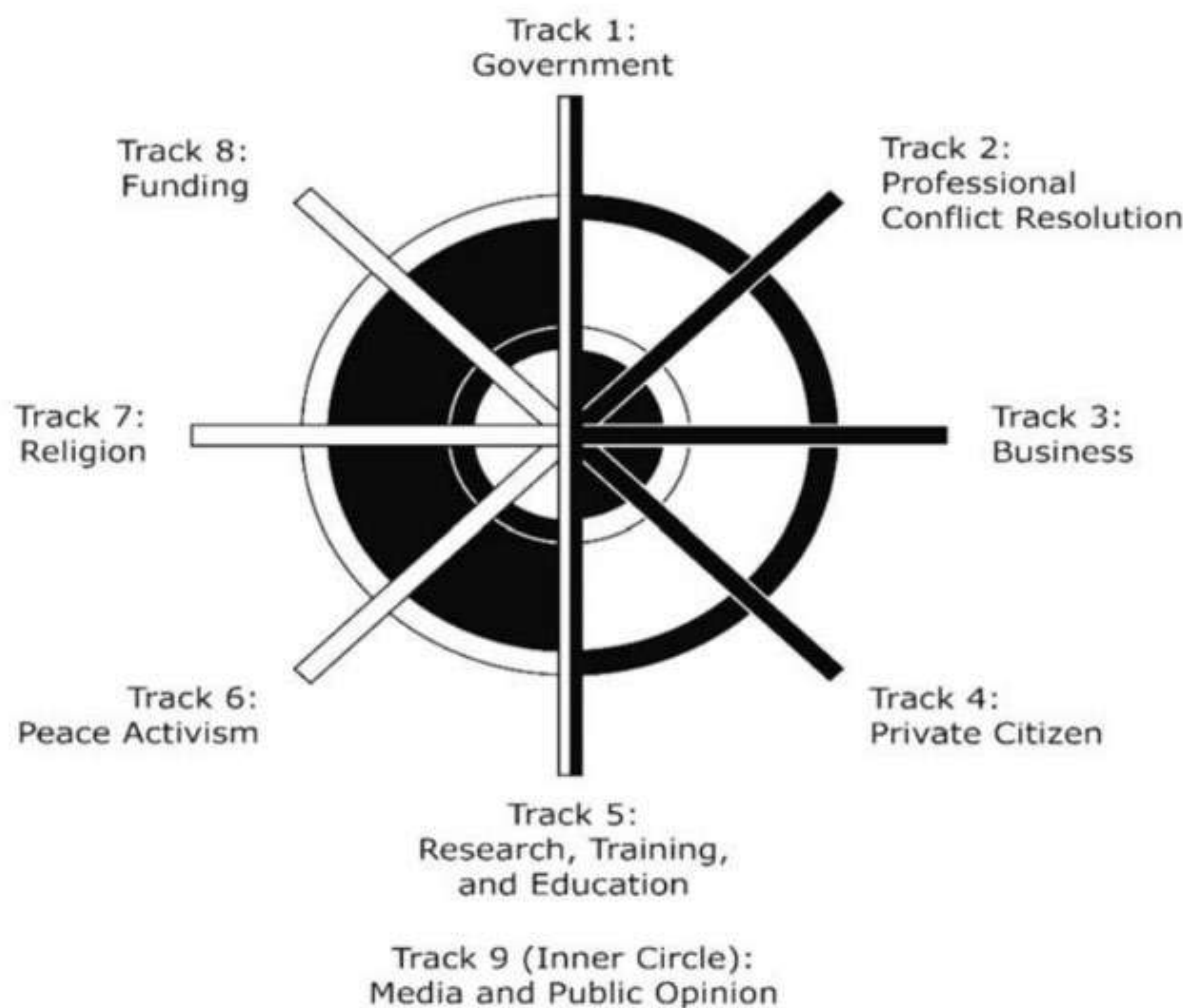 Track 1:
Government
Track 2:
Professional
Conflict Resolution
Track 3:
Business
Track 4:
Private Citizen
Track 5:
Research, Training,
and Education
Track 6:
Peace Activism
Track 7:
Religion
Track 8:
Funding
Track 9 (Inner Circle):
Media and Public Opinion